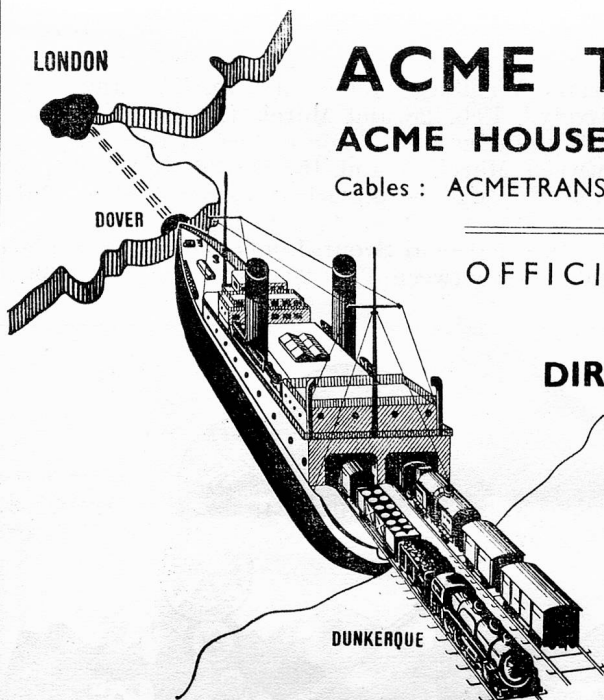 LONDON
ACME T
ACME HOUSE
Cables : ACMETRANS
DOVER
OFFICI
DIR
DUNKERQUE